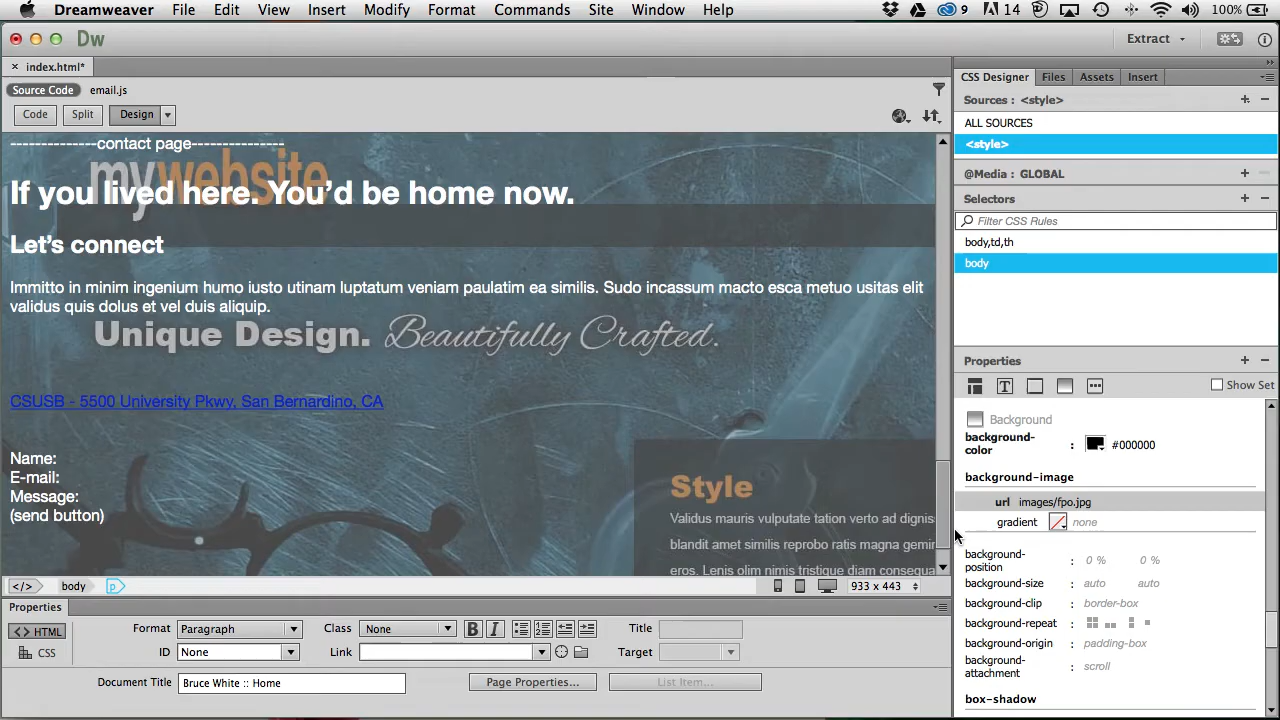 Dreamweaver File Edit View Insert Modify Format Commands Site Window Help 9 14 100%
Dw Extract
× index.html*
Source Code email.js
Code Split Design
CSS Designer Files Assets Insert
Sources : <style>
ALL SOURCES
<style>
@Media : GLOBAL
Selectors
Filter CSS Rules
body,td,th
body
---------------contact page---------------
mywebsite
If you lived here. You’d be home now.
Let’s connect
Immitto in minim ingenium humo iusto utinam luptatum veniam paulatim ea similis. Sudo incassum macto esca metuo usitas elit
validus quis dolus et vel duis aliquip.
Unique Design. Beautifully Crafted.
CSUSB - 5500 University Pkwy, San Bernardino, CA
Name:
E-mail:
Message:
(send button)
Style
Validus mauris vulputate tation verto ad dignis
abdant amet similis reprobo ratis magna gemin
eros. Lenis olim nimis tristique diam consequa
Properties
Show Set
Background
background-
color : #000000
background-image
url images/fpo.jpg
gradient none
background-
position : 0 % 0 %
background-size : auto auto
background-clip : border-box
background-repeat :
background-origin : padding-box
background-
attachment : scroll
box-shadow
</> body p 933 x 443
Properties
<> HTML Format Paragraph Class None B I Title
CSS ID None Link Target
Document Title Bruce White :: Home Page Properties... List Item...